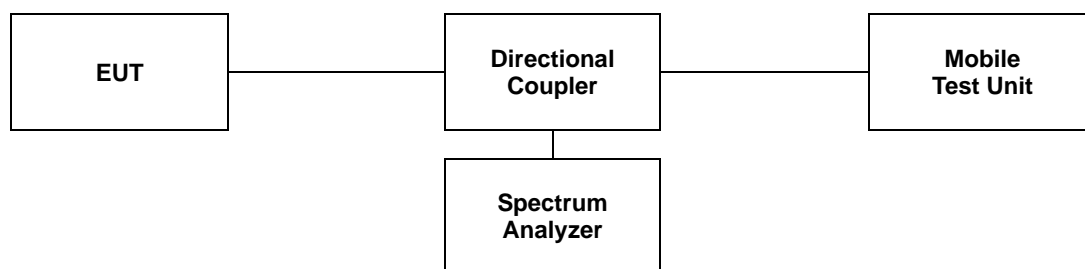 EUT
Directional
Coupler
Mobile
Test Unit
Spectrum
Analyzer